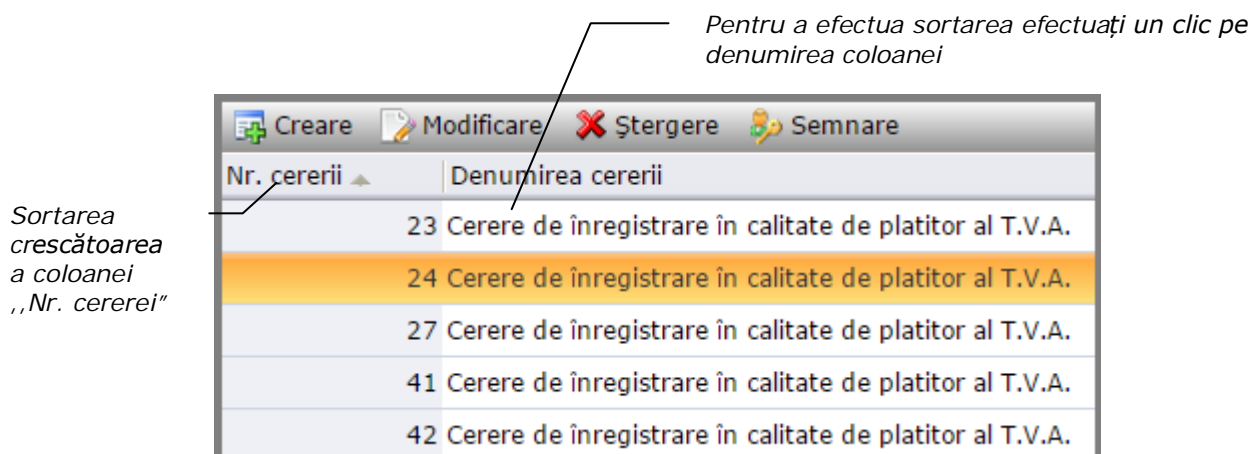 Pentru a efectua sortarea efectuați un clic pe
denumirea coloanei
Creare Modificare Ştergere Semnare
Nr. cererii Denumirea cererii
Sortarea
crescătoarea
a coloanei
,,Nr. cererei”
23 Cerere de înregistrare în calitate de platitor al T.V.A.
24 Cerere de înregistrare în calitate de platitor al T.V.A.
27 Cerere de înregistrare în calitate de platitor al T.V.A.
41 Cerere de înregistrare în calitate de platitor al T.V.A.
42 Cerere de înregistrare în calitate de platitor al T.V.A.